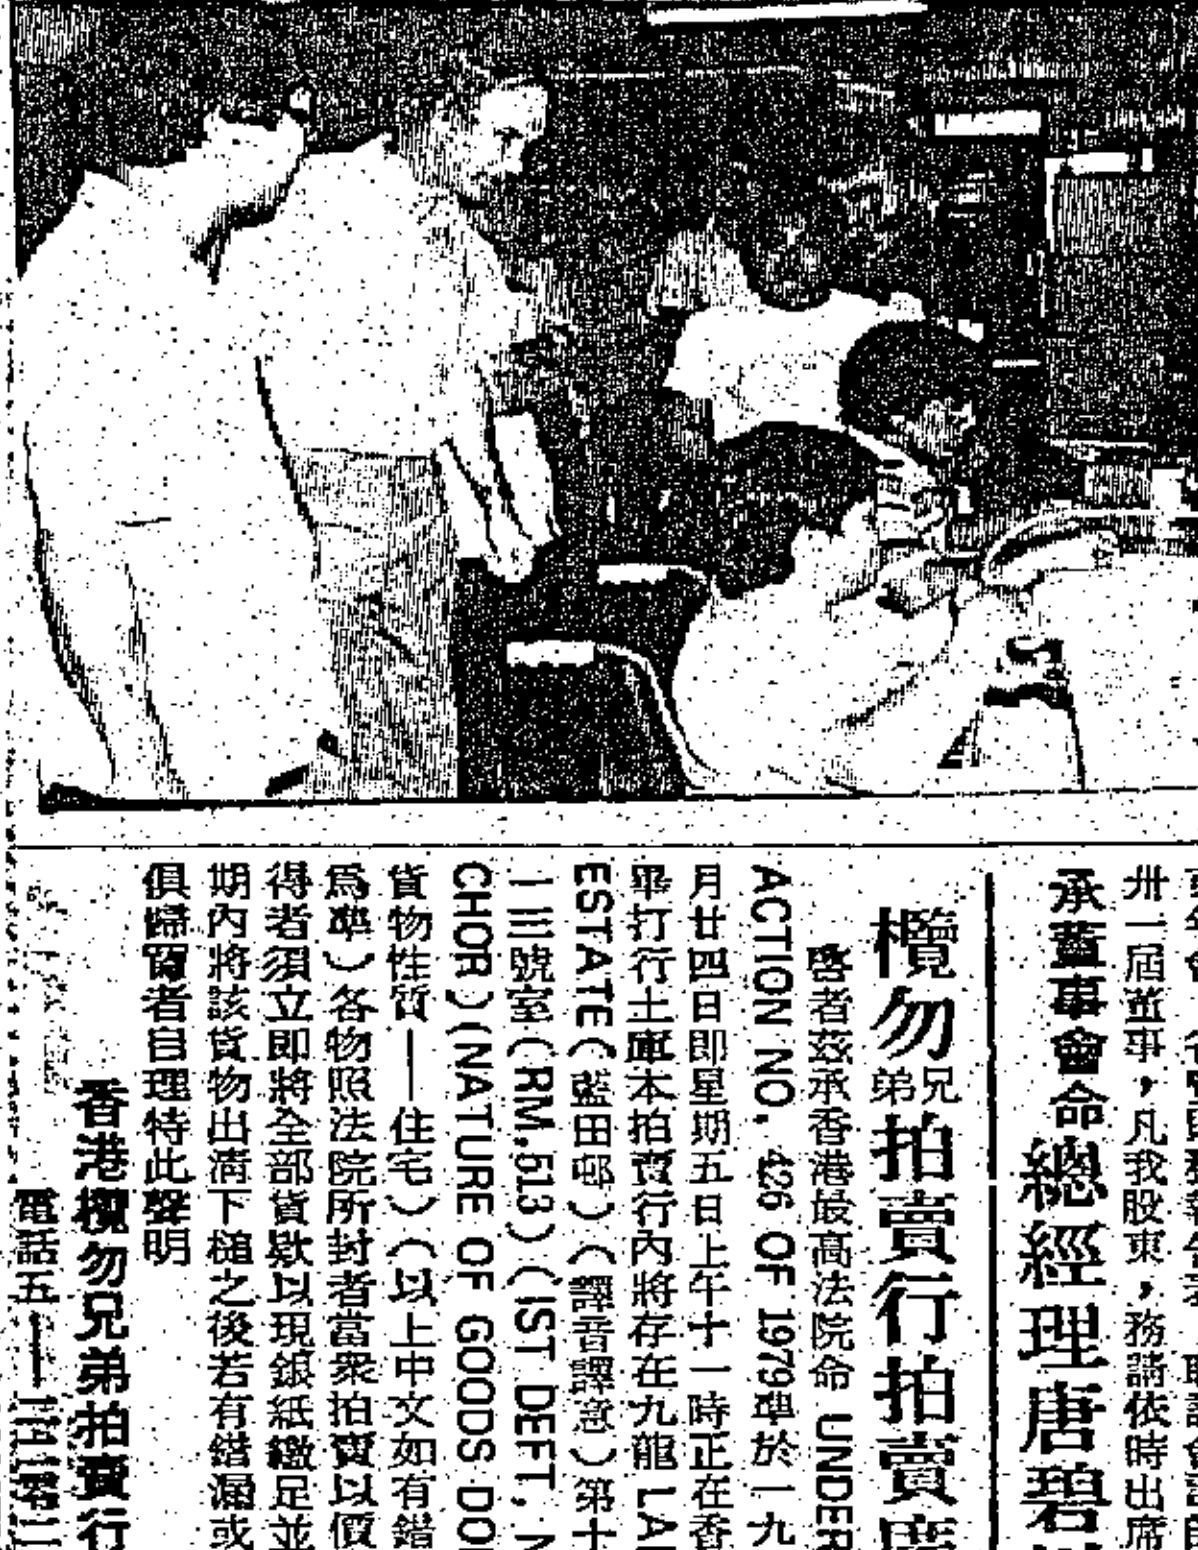 卅一屆董事，凡我股東，務請依時出席
承董事會命總經理唐碧
欖勿兄弟拍賣行拍賣
啓者茲承香港最高法院命 UNDER
ACTION NO. 426 OF 1979準於一九
月廿四日即星期五日上午十一時正在香
畢打行土庫本拍賣行內將存在九龍 LA
ESTATE（藍田邨）（譯音譯意）第十
一三號室（RM.513）（IST DEFT. N
CHOR）（NATURE OF GOODS DO
貨物性質——住宅）（以上中文如有錯
爲準）各物照法院所封者當衆拍賣以價
得者須立即將全部貨欵以現銀紙繳足並
期內將該貨物出清下槌之後若有錯漏或
俱歸買者自理特此聲明
香港欖勿兄弟拍賣行
電話五——